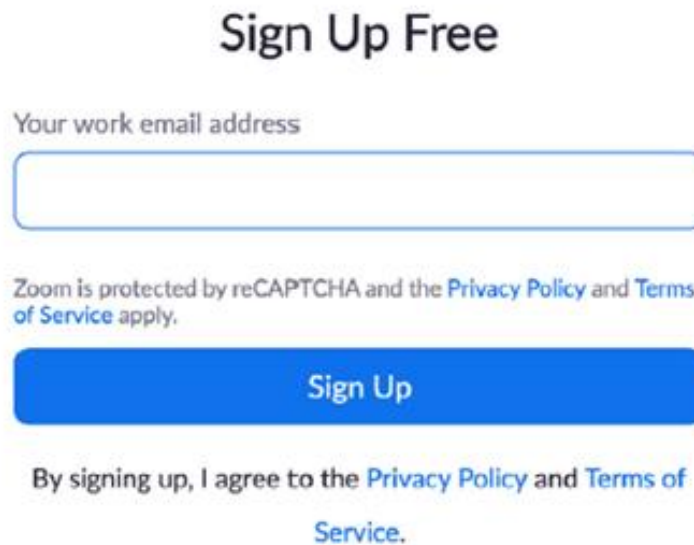 Sign Up Free
Your work email address
Zoom is protected by reCAPTCHA and the Privacy Policy and Terms
of Service apply.
Sign Up
By signing up, I agree to the Privacy Policy and Terms of
Service.